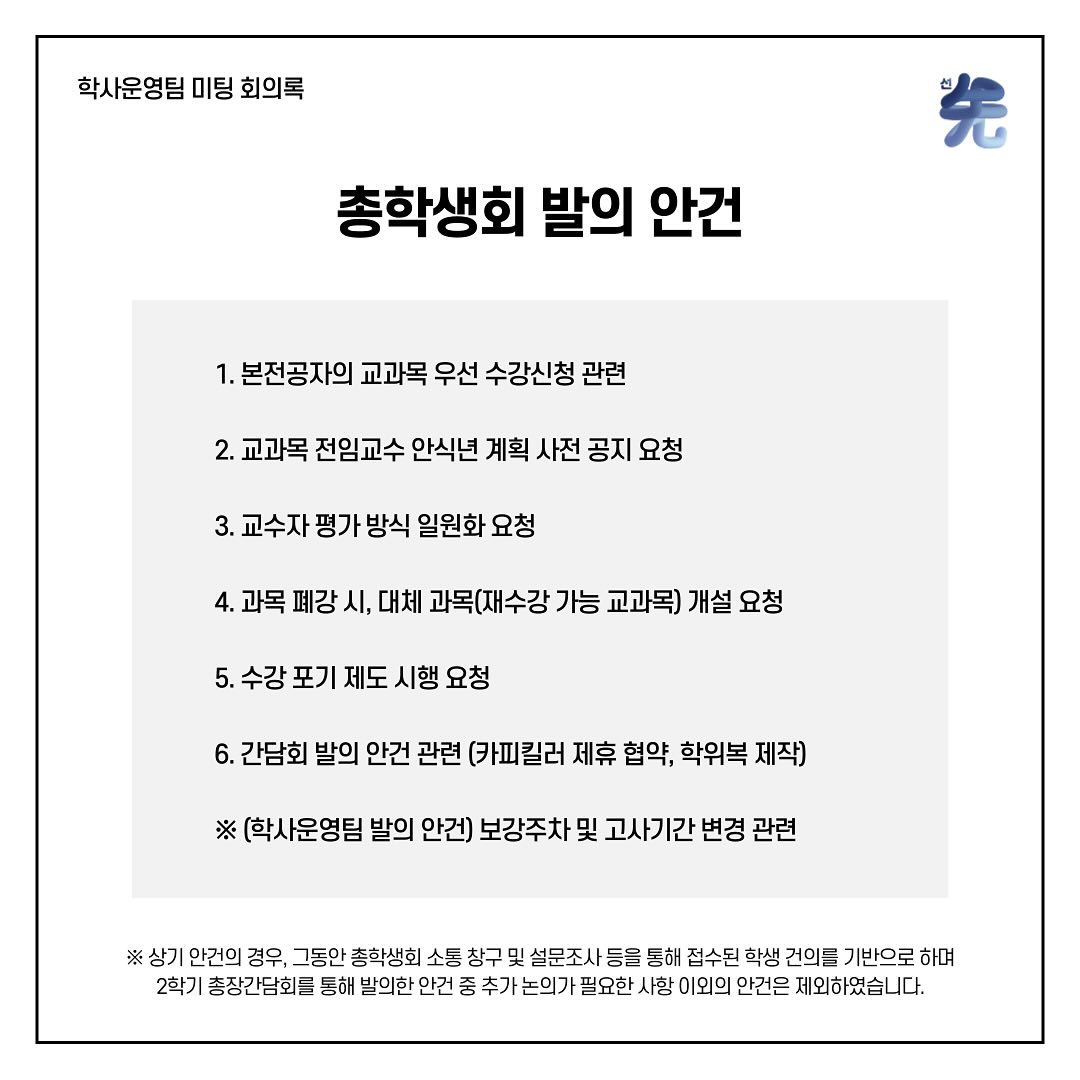 학사운영팀 미팅 회의록
선
先
총학생회 발의 안건
1. 본전공자의 교과목 우선 수강신청 관련
2. 교과목 전임교수 안식년 계획 사전 공지 요청
3. 교수자 평가 방식 일원화 요청
4. 과목 폐강 시, 대체 과목(재수강 가능 교과목) 개설 요청
5. 수강 포기 제도 시행 요청
6. 간담회 발의 안건 관련 (카피킬러 제휴 협약, 학위복 제작)
※ (학사운영팀 발의 안건) 보강주차 및 고사기간 변경 관련
※ 상기 안건의 경우, 그동안 총학생회 소통 창구 및 설문조사 등을 통해 접수된 학생 건의를 기반으로 하며
2학기 총장간담회를 통해 발의한 안건 중 추가 논의가 필요한 사항 이외의 안건은 제외하였습니다.